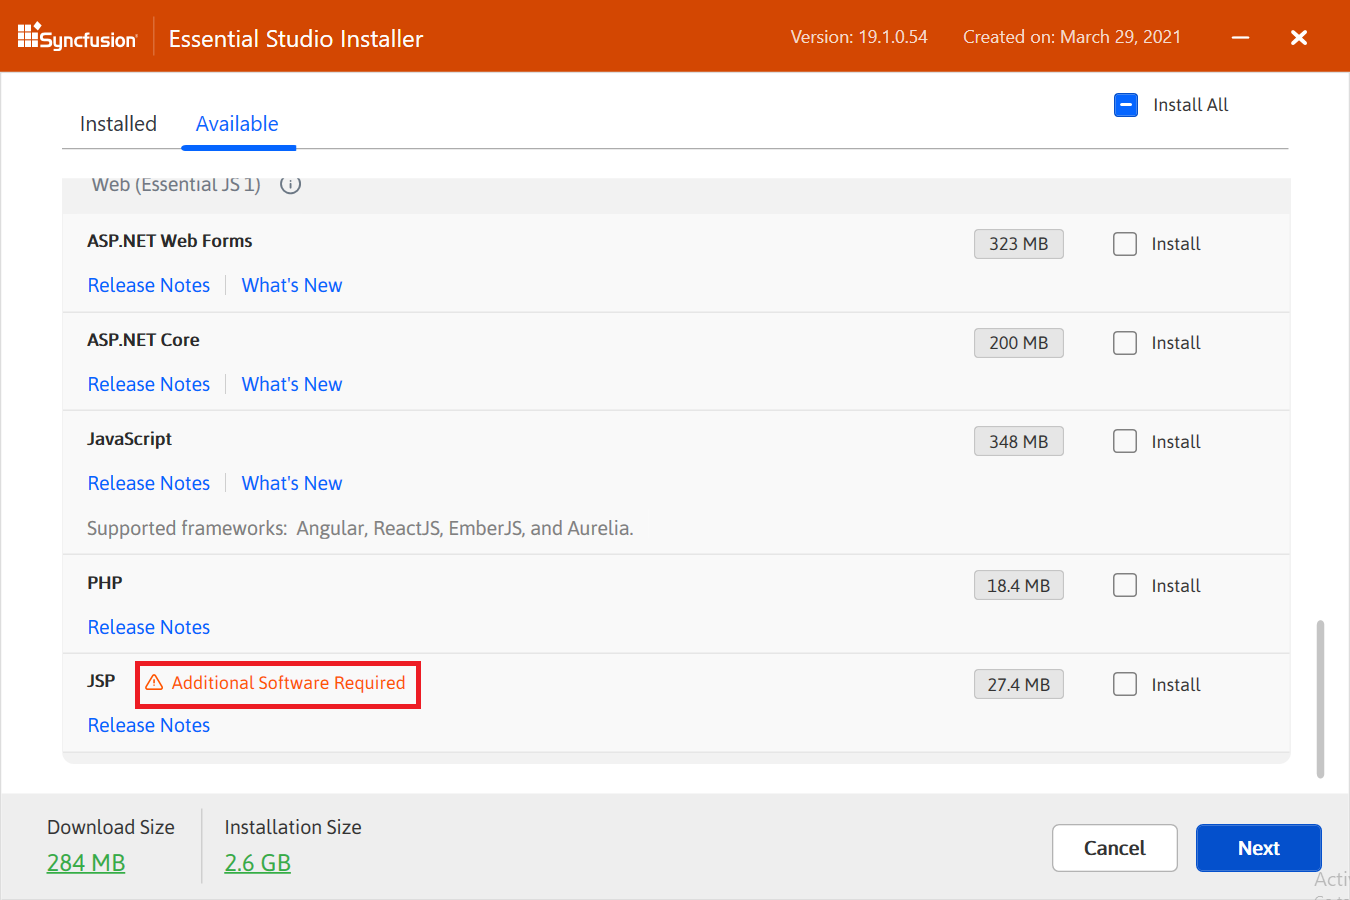 Syncfusion Essential Studio Installer Version: 19.1.0.54 Created on: March 29, 2021
Installed Available Install All
Web (Essential JS 1)
ASP.NET Web Forms 323 MB Install
Release Notes What's New
ASP.NET Core 200 MB Install
Release Notes What's New
JavaScript 348 MB Install
Release Notes What's New
Supported frameworks: Angular, ReactJS, EmberJS, and Aurelia.
PHP 18.4 MB Install
Release Notes
JSP Additional Software Required 27.4 MB Install
Release Notes
Download Size Installation Size
284 MB 2.6 GB
Cancel Next